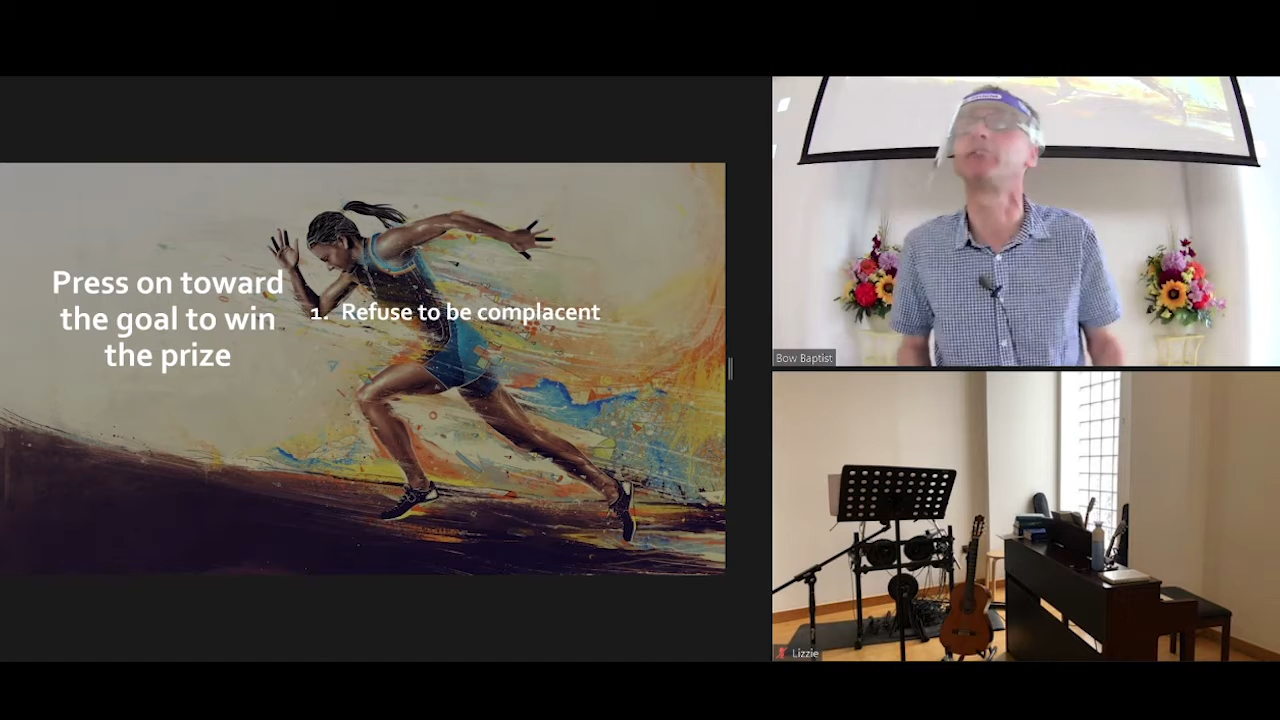 Press on toward
the goal to win
the prize
1. Refuse to be complacent
Bow Baptist
Lizzie